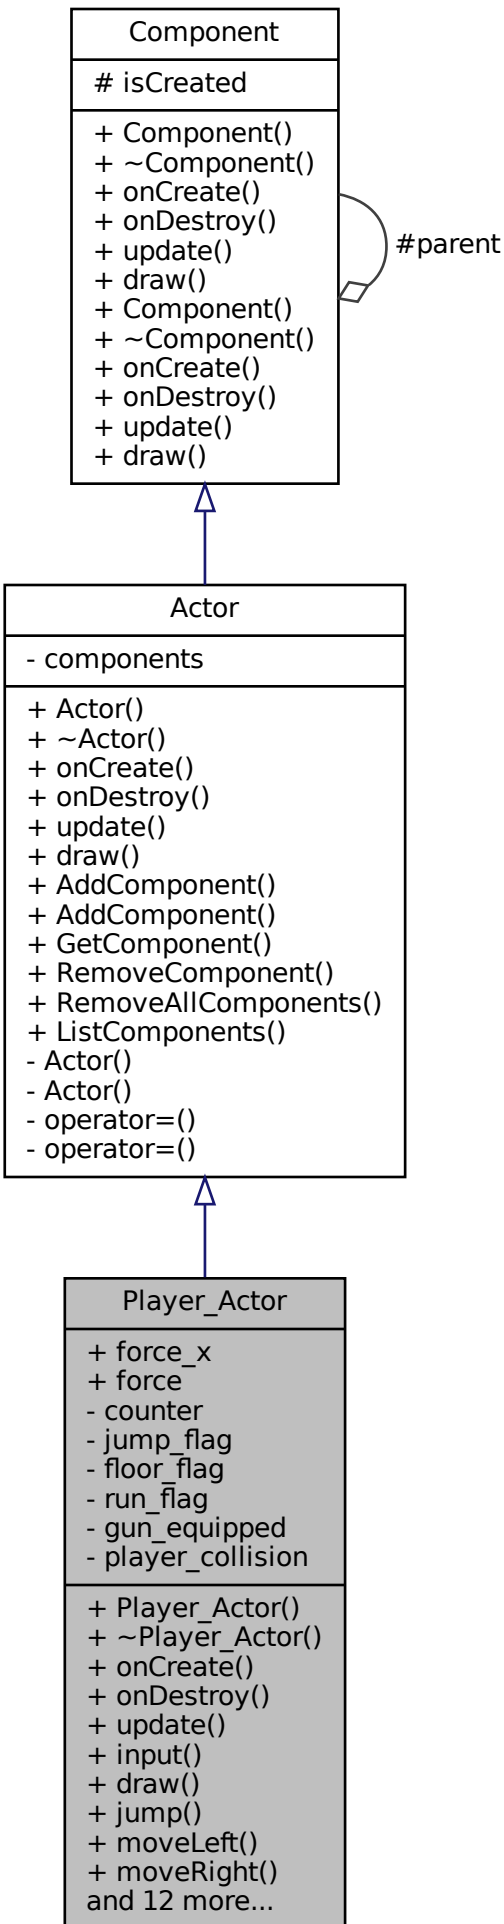 Component
# isCreated
+ Component()
+ ~Component()
+ onCreate()
+ onDestroy()
+ update()
+ draw()
+ Component()
+ ~Component()
+ onCreate()
+ onDestroy()
+ update()
+ draw()
#parent
Actor
- components
+ Actor()
+ ~Actor()
+ onCreate()
+ onDestroy()
+ update()
+ draw()
+ AddComponent()
+ AddComponent()
+ GetComponent()
+ RemoveComponent()
+ RemoveAllComponents()
+ ListComponents()
- Actor()
- Actor()
- operator=()
- operator=()
Player_Actor
+ force_x
+ force
- counter
- jump_flag
- floor_flag
- run_flag
- gun_equipped
- player_collision
+ Player_Actor()
+ ~Player_Actor()
+ onCreate()
+ onDestroy()
+ update()
+ input()
+ draw()
+ jump()
+ moveLeft()
+ moveRight()
and 12 more...